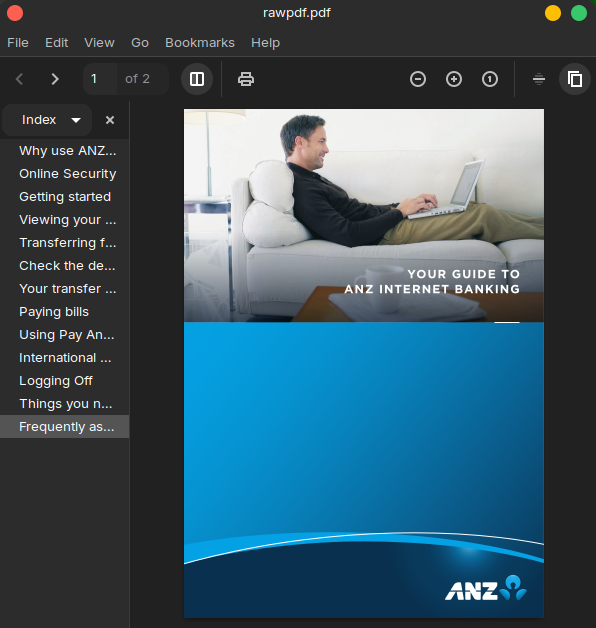 rawpdf.pdf
File Edit View Go Bookmarks Help
1 of 2
Index
Why use ANZ...
Online Security
Getting started
Viewing your ...
Transferring f...
Check the de...
Your transfer ...
Paying bills
Using Pay An...
International ...
Logging Off
Things you n...
Frequently as...
YOUR GUIDE TO
ANZ INTERNET BANKING
ANZ